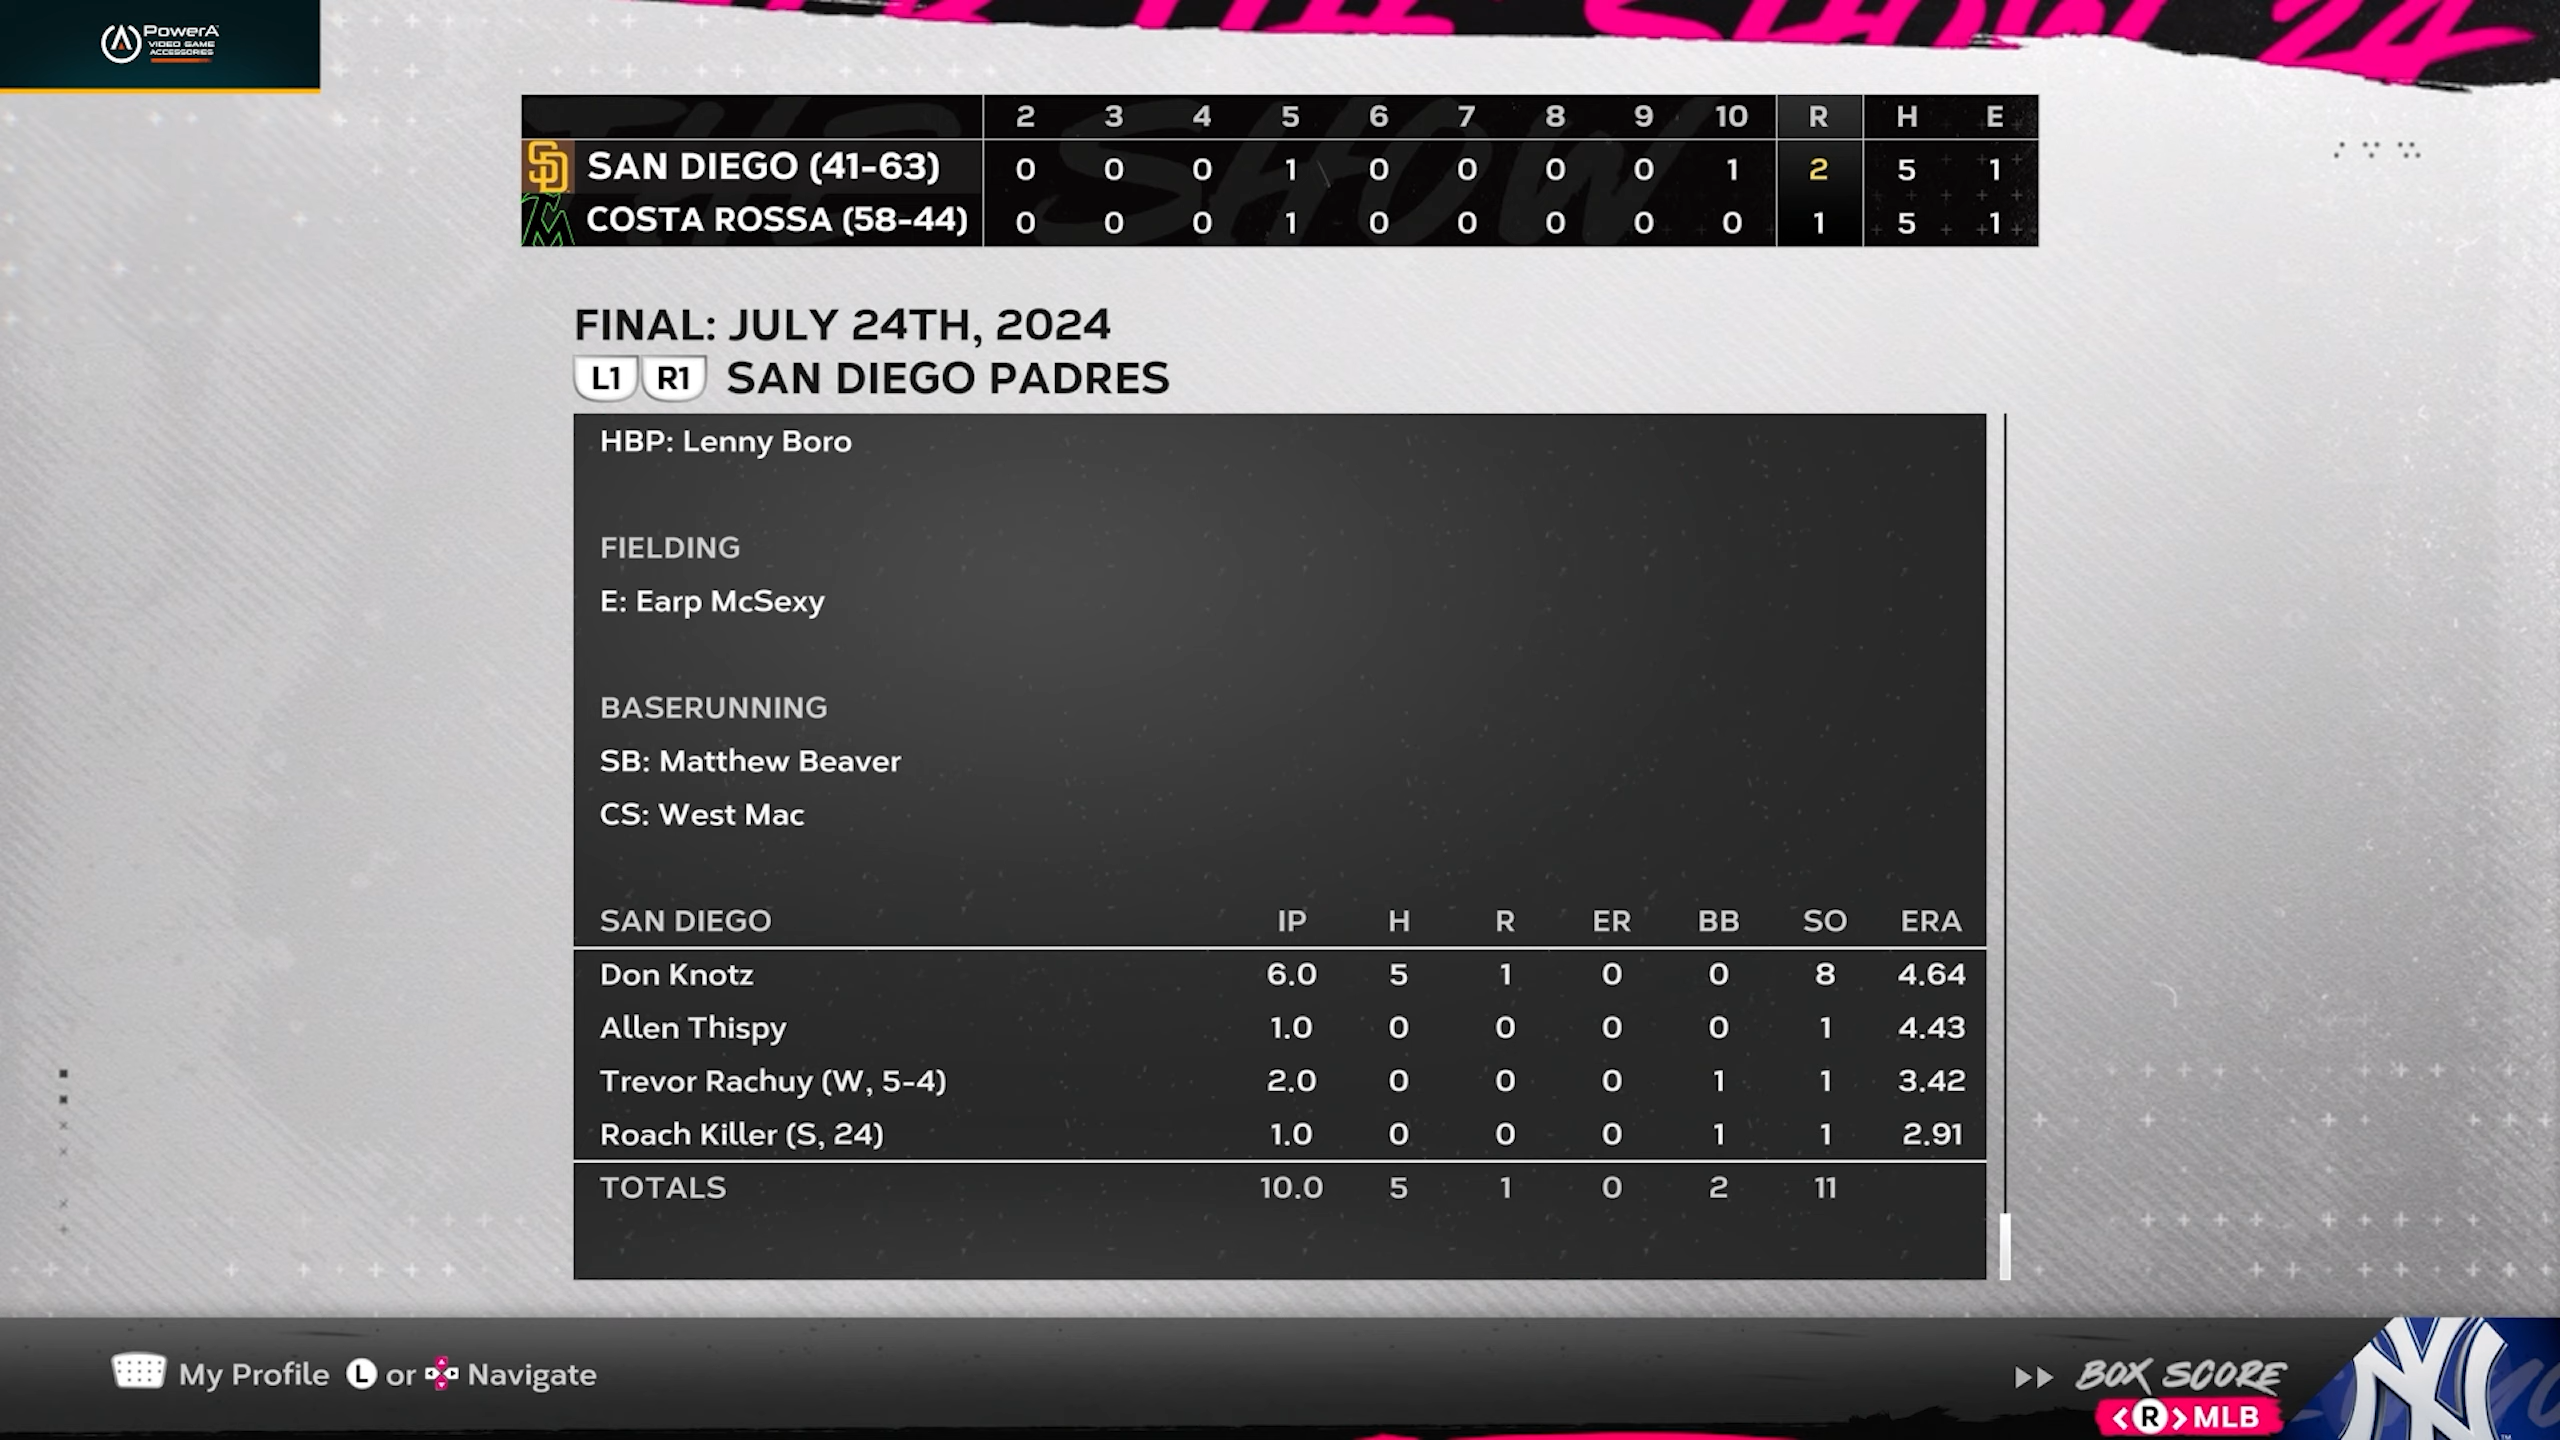 PowerA
VIDEO GAME
ACCESSORIES
THE SHOW 24
2 3 4 5 6 7 8 9 10 R H E
SAN DIEGO (41-63) 0 0 0 1 0 0 0 0 1 2 5 1
COSTA ROSSA (58-44) 0 0 0 1 0 0 0 0 0 1 5 1
FINAL: JULY 24TH, 2024
L1 R1 SAN DIEGO PADRES
HBP: Lenny Boro
FIELDING
E: Earp McSexy
BASERUNNING
SB: Matthew Beaver
CS: West Mac
SAN DIEGO IP H R ER BB SO ERA
Don Knotz 6.0 5 1 0 0 8 4.64
Allen Thispy 1.0 0 0 0 0 1 4.43
Trevor Rachuy (W, 5-4) 2.0 0 0 0 1 1 3.42
Roach Killer (S, 24) 1.0 0 0 0 1 1 2.91
TOTALS 10.0 5 1 0 2 11
My Profile L or Navigate
BOX SCORE
<R> MLB